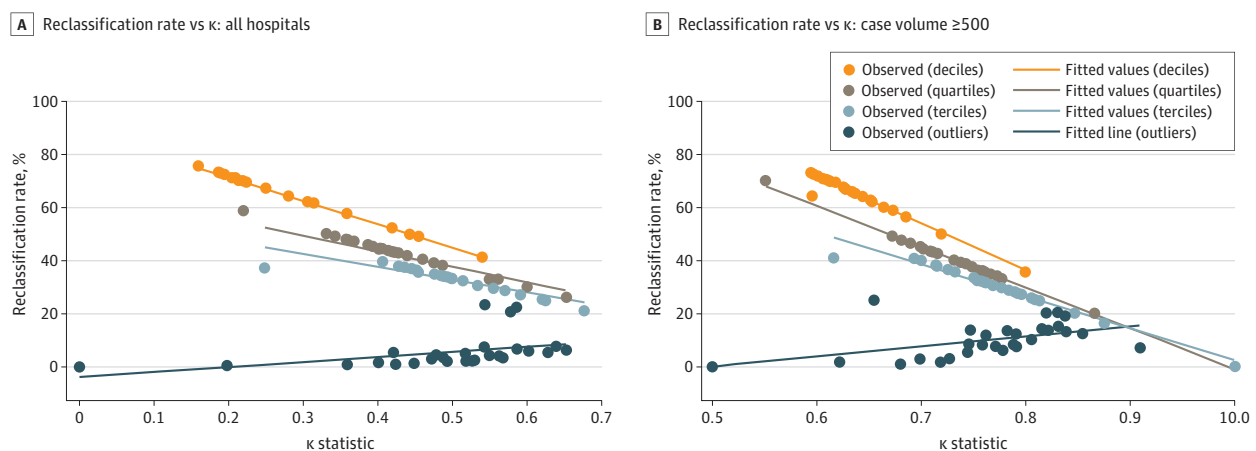 A Reclassification rate vs κ: all hospitals
Reclassification rate, %
100
80
60
40
20
0
0 0.1 0.2 0.3 0.4 0.5 0.6 0.7
κ statistic
B Reclassification rate vs κ: case volume ≥500
Observed (deciles) Fitted values (deciles)
Observed (quartiles) Fitted values (quartiles)
Observed (terciles) Fitted values (terciles)
Observed (outliers) Fitted line (outliers)
Reclassification rate, %
100
80
60
40
20
0
0.5 0.6 0.7 0.8 0.9 10.0
κ statistic